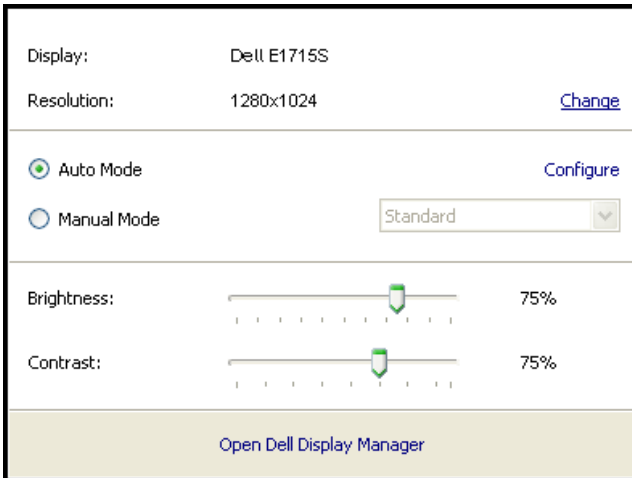 Display: Dell E1715S
Resolution: 1280x1024 Change
Auto Mode Configure
Manual Mode Standard
Brightness: 75%
Contrast: 75%
Open Dell Display Manager